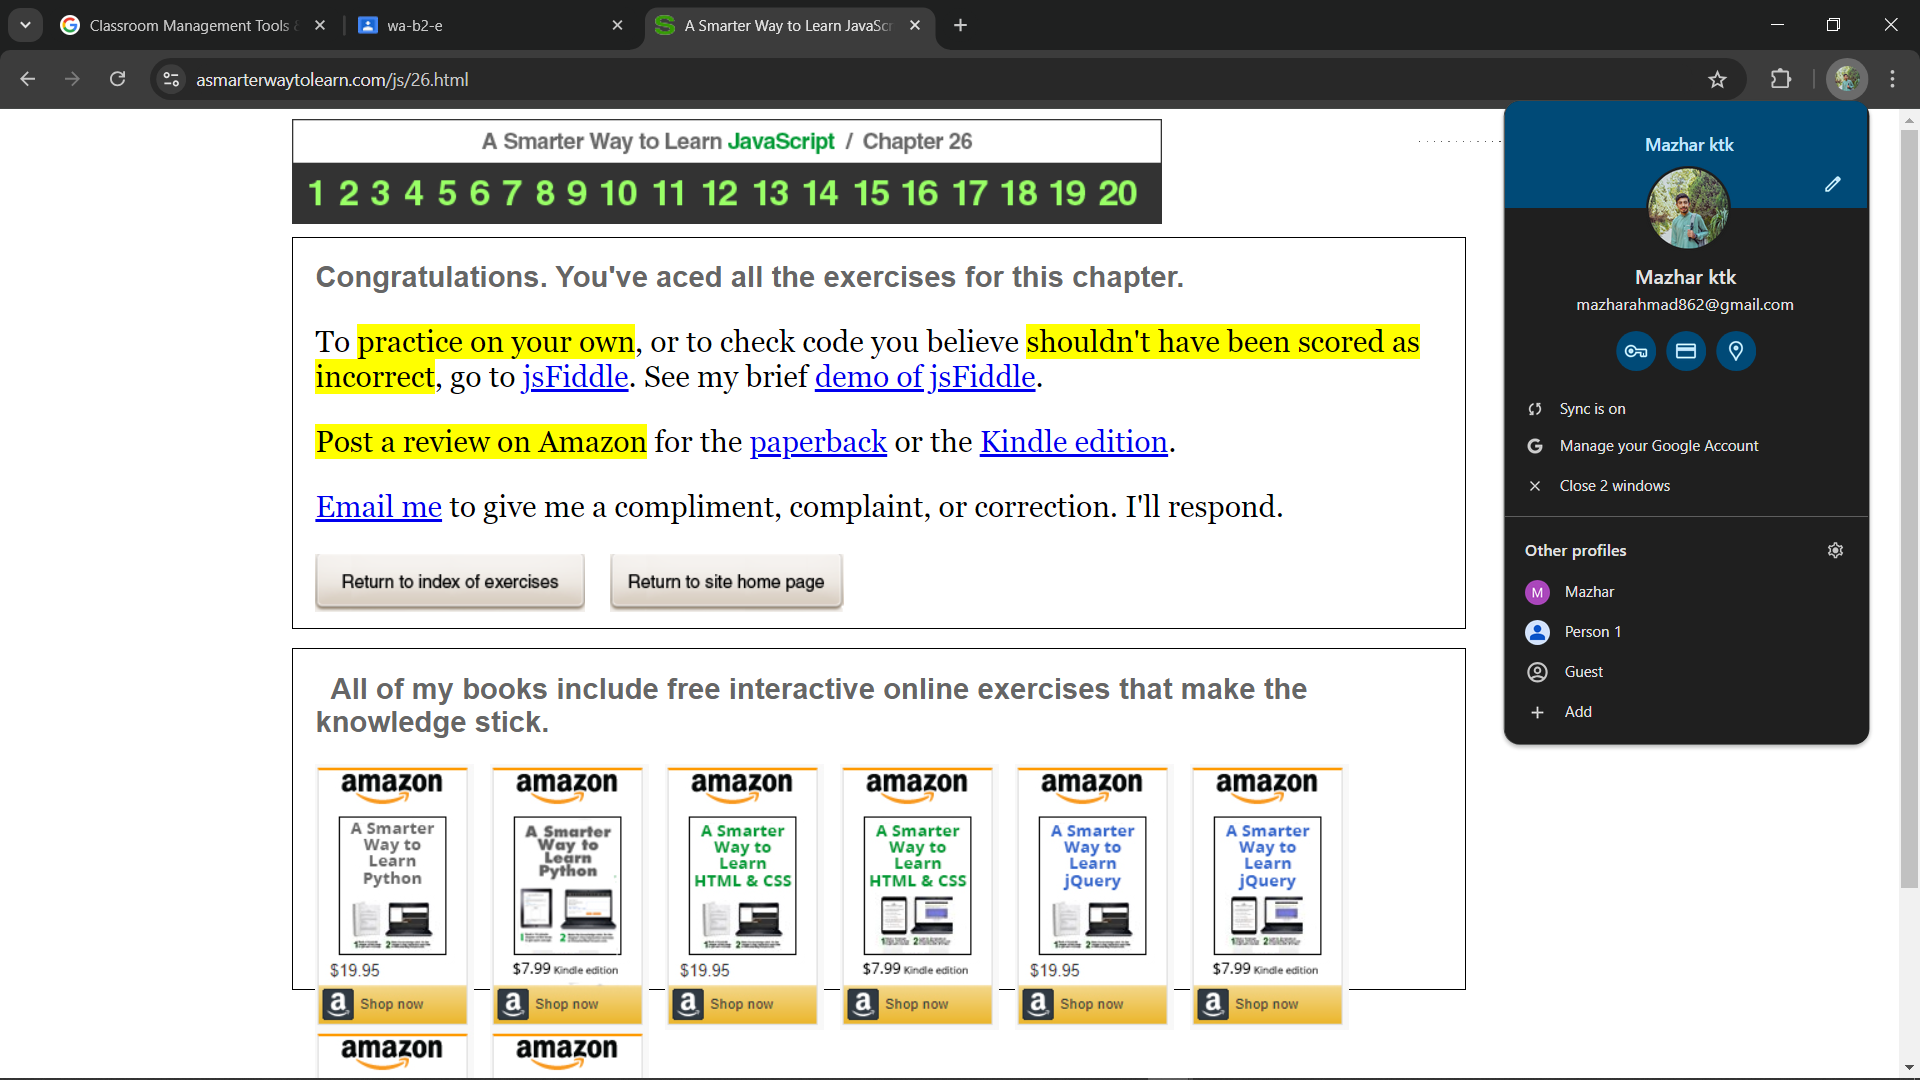 Classroom Management Tools &
wa-b2-e
A Smarter Way to Learn JavaScr
asmarterwaytolearn.com/js/26.html
A Smarter Way to Learn JavaScript / Chapter 26
1 2 3 4 5 6 7 8 9 10 11 12 13 14 15 16 17 18 19 20
Congratulations. You've aced all the exercises for this chapter.
To practice on your own, or to check code you believe shouldn't have been scored as
incorrect, go to jsFiddle. See my brief demo of jsFiddle.
Post a review on Amazon for the paperback or the Kindle edition.
Email me to give me a compliment, complaint, or correction. I'll respond.
Return to index of exercises
Return to site home page
All of my books include free interactive online exercises that make the
knowledge stick.
amazon
A Smarter
Way to
Learn
Python
$19.95
a Shop now
amazon
A Smarter
Way to
Learn
Python
$7.99 Kindle edition
a Shop now
amazon
A Smarter
Way to
Learn
HTML & CSS
$19.95
a Shop now
amazon
A Smarter
Way to
Learn
HTML & CSS
$7.99 Kindle edition
a Shop now
amazon
A Smarter
Way to
Learn
jQuery
$19.95
a Shop now
amazon
A Smarter
Way to
Learn
jQuery
$7.99 Kindle edition
a Shop now
amazon
amazon
Mazhar ktk
Mazhar ktk
mazharahmad862@gmail.com
Sync is on
Manage your Google Account
Close 2 windows
Other profiles
M Mazhar
Person 1
Guest
Add